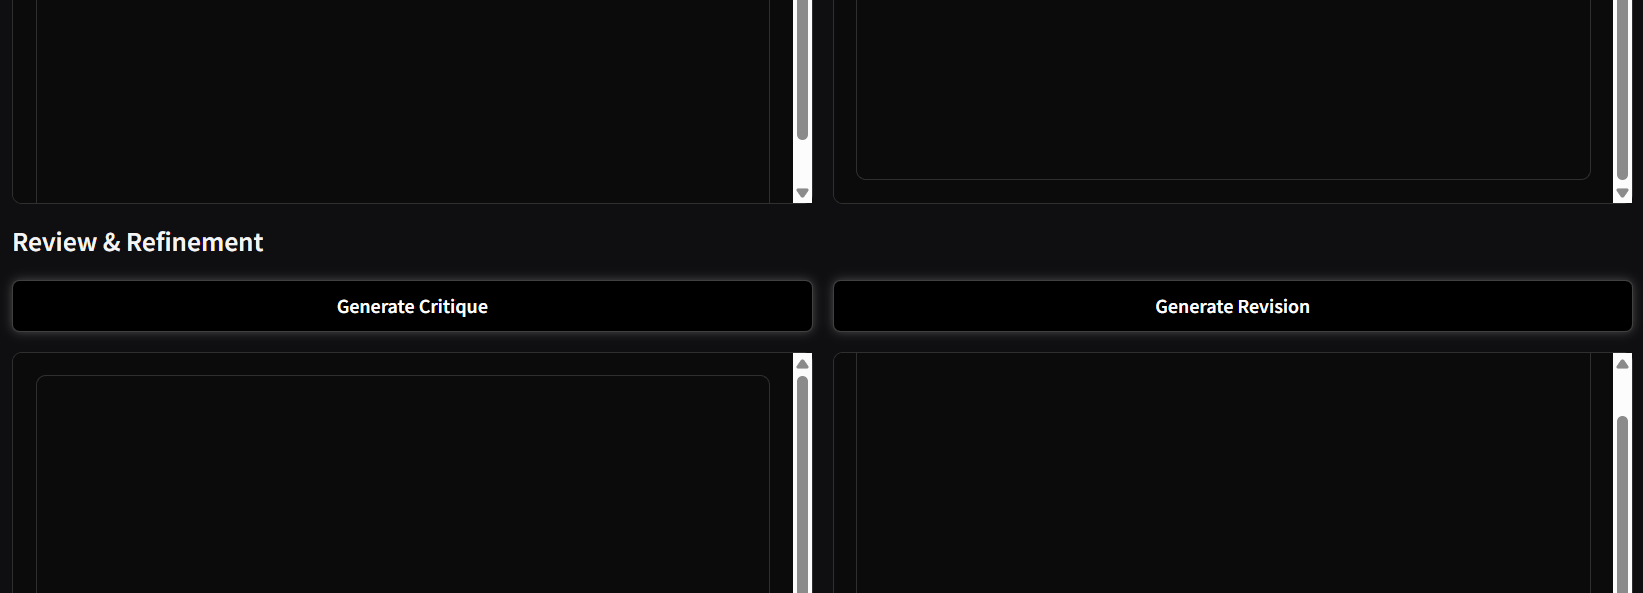 Review & Refinement
Generate Critique
Generate Revision